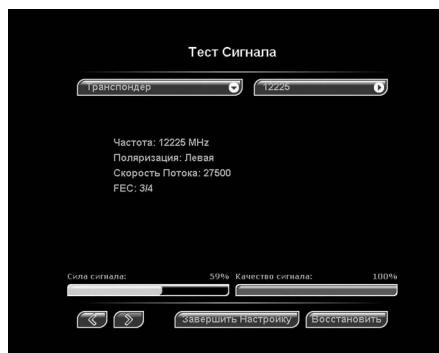 Тест Сигнала
Транспондер 12225
Частота: 12225 MHz
Поляризация: Левая
Скорость Потока: 27500
FEC: 3/4
Сила сигнала: 59% Качество сигнала: 100%
Завершить Настройку Восстановить